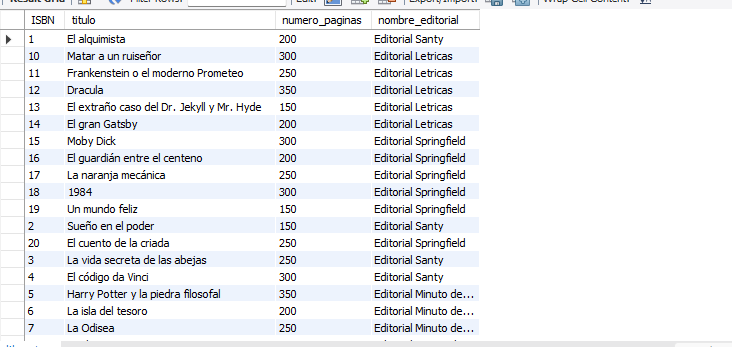 Result Grid Filter Rows: Edit: Export/Import: Wrap Cell Content:
ISBN titulo numero_paginas nombre_editorial
1 El alquimista 200 Editorial Santy
10 Matar a un ruiseñor 300 Editorial Letricas
11 Frankenstein o el moderno Prometeo 250 Editorial Letricas
12 Dracula 350 Editorial Letricas
13 El extraño caso del Dr. Jekyll y Mr. Hyde 150 Editorial Letricas
14 El gran Gatsby 200 Editorial Letricas
15 Moby Dick 300 Editorial Springfield
16 El guardián entre el centeno 200 Editorial Springfield
17 La naranja mecánica 250 Editorial Springfield
18 1984 300 Editorial Springfield
19 Un mundo feliz 150 Editorial Springfield
2 Sueño en el poder 150 Editorial Santy
20 El cuento de la criada 250 Editorial Springfield
3 La vida secreta de las abejas 250 Editorial Santy
4 El código da Vinci 300 Editorial Santy
5 Harry Potter y la piedra filosofal 350 Editorial Minuto de...
6 La isla del tesoro 200 Editorial Minuto de...
7 La Odisea 250 Editorial Minuto de...